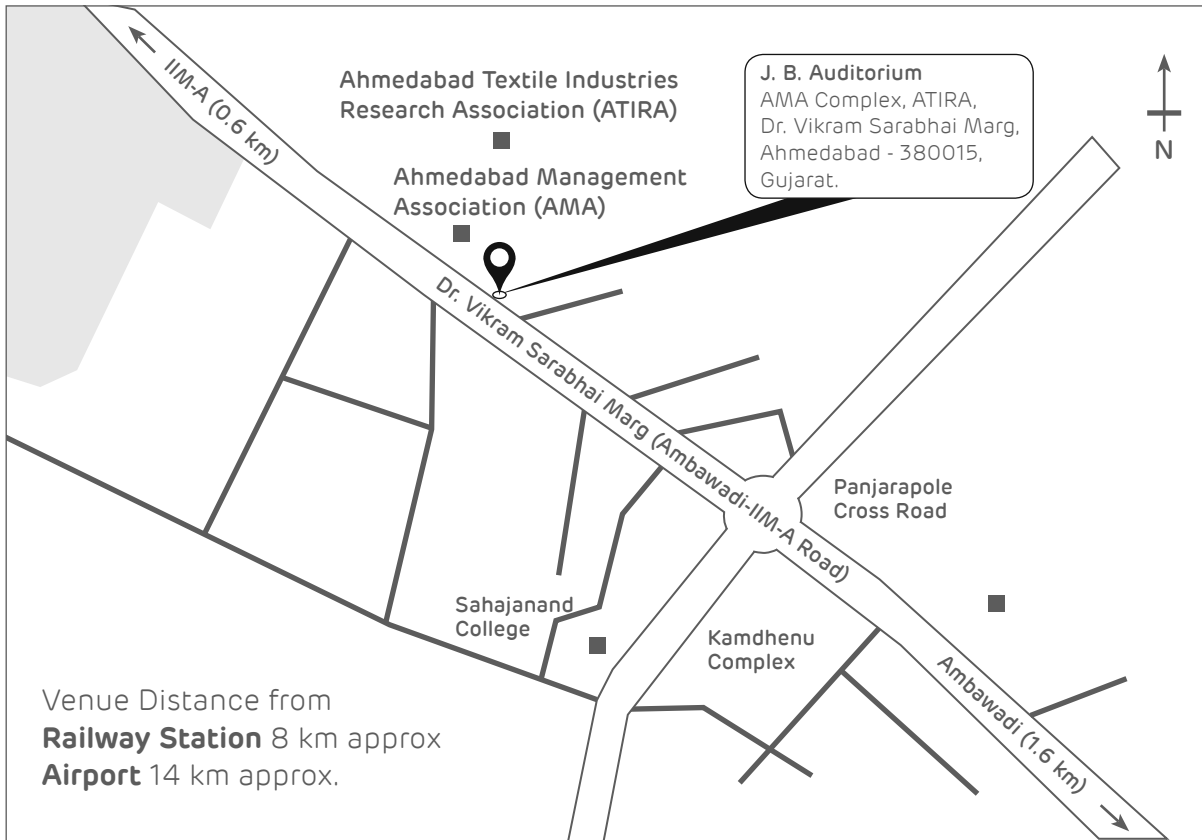 IIM-A (0.6 km)
Ahmedabad Textile Industries
Research Association (ATIRA)
Ahmedabad Management
Association (AMA)
J. B. Auditorium
AMA Complex, ATIRA,
Dr. Vikram Sarabhai Marg,
Ahmedabad - 380015,
Gujarat.
N
Dr. Vikram Sarabhai Marg (Ambawadi-IIM-A Road)
Panjarapole
Cross Road
Sahajanand
College
Kamdhenu
Complex
Ambawadi (1.6 km)
Venue Distance from
Railway Station 8 km approx
Airport 14 km approx.